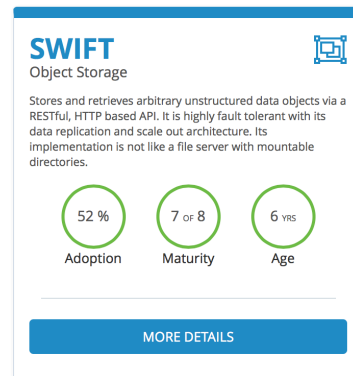 SWIFT
Object Storage
Stores and retrieves arbitrary unstructured data objects via a
RESTful, HTTP based API. It is highly fault tolerant with its
data replication and scale out architecture. Its
implementation is not like a file server with mountable
directories.
52 % 7 OF 8 6 YRS
Adoption Maturity Age
MORE DETAILS